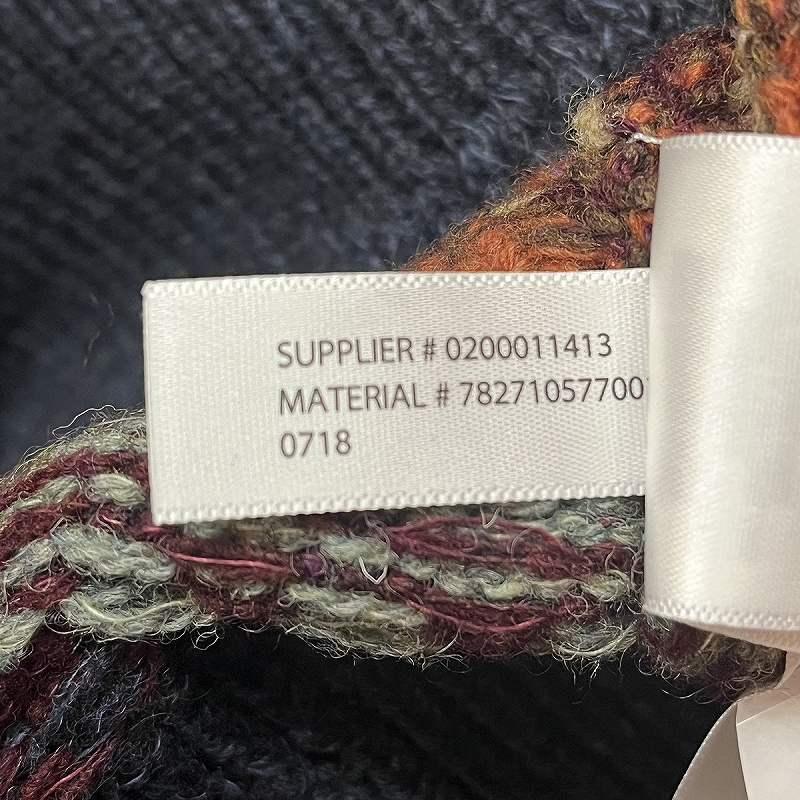 SUPPLIER # 0200011413
MATERIAL # 78271057700
0718